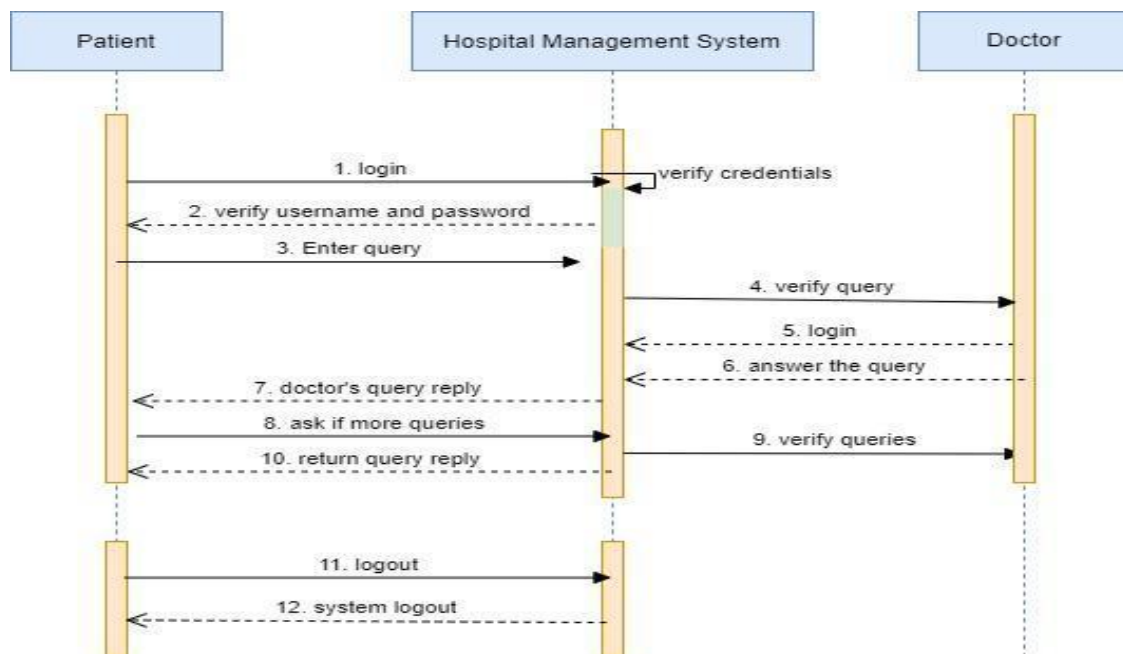 Patient
Hospital Management System
Doctor
1. login
verify credentials
2. verify username and password
3. Enter query
4. verify query
5. login
6. answer the query
7. doctor's query reply
8. ask if more queries
9. verify queries
10. return query reply
11. logout
12. system logout